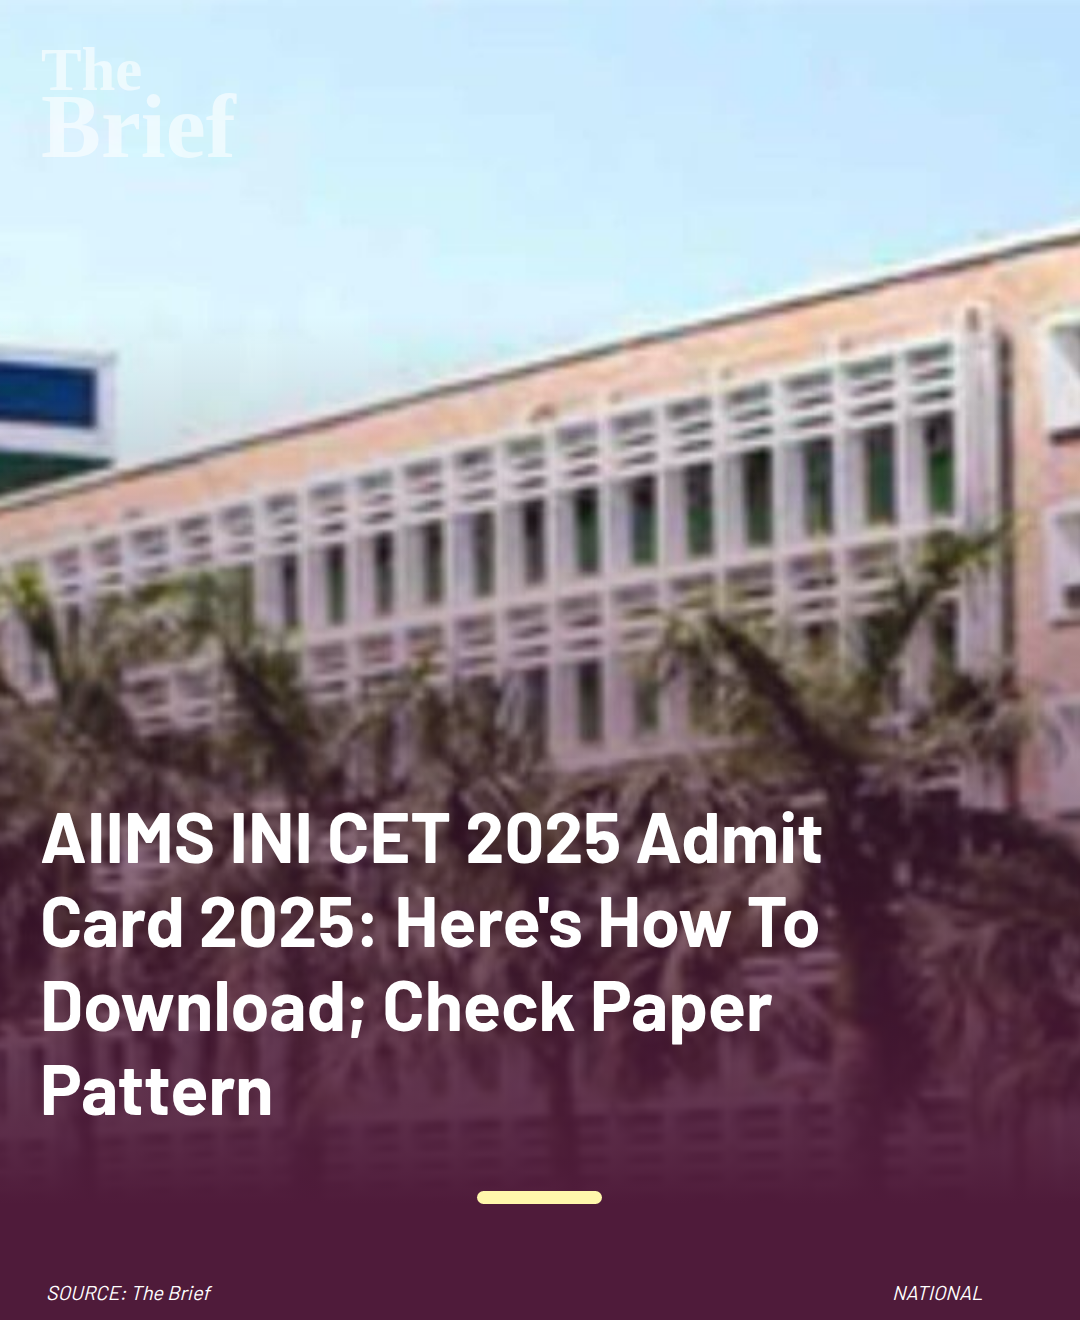 The
Brief
AIIMS INI CET 2025 Admit
Card 2025: Here's How To
Download; Check Paper
Pattern
SOURCE: The Brief
NATIONAL